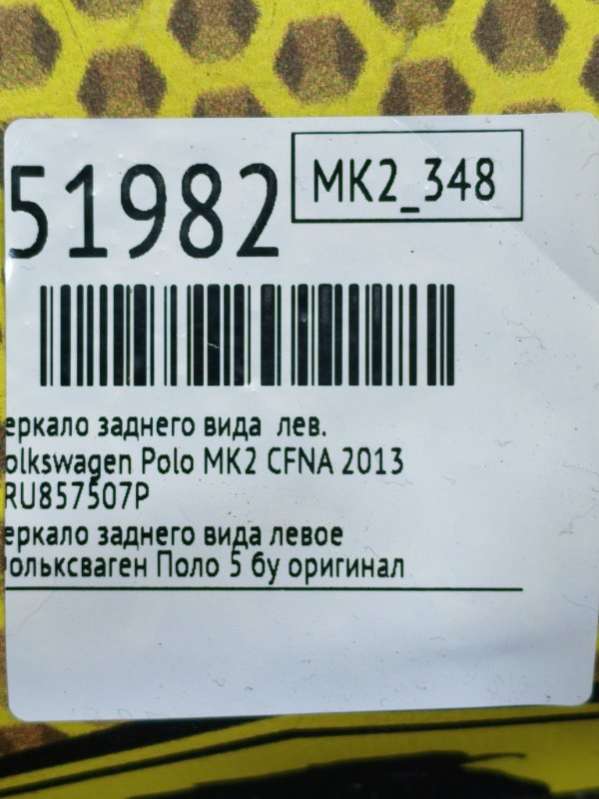 51982
MK2_348
еркало заднего вида лев.
olkswagen Polo MK2 CFNA 2013
RU857507P
еркало заднего вида левое
ольксваген Поло 5 бу оригинал